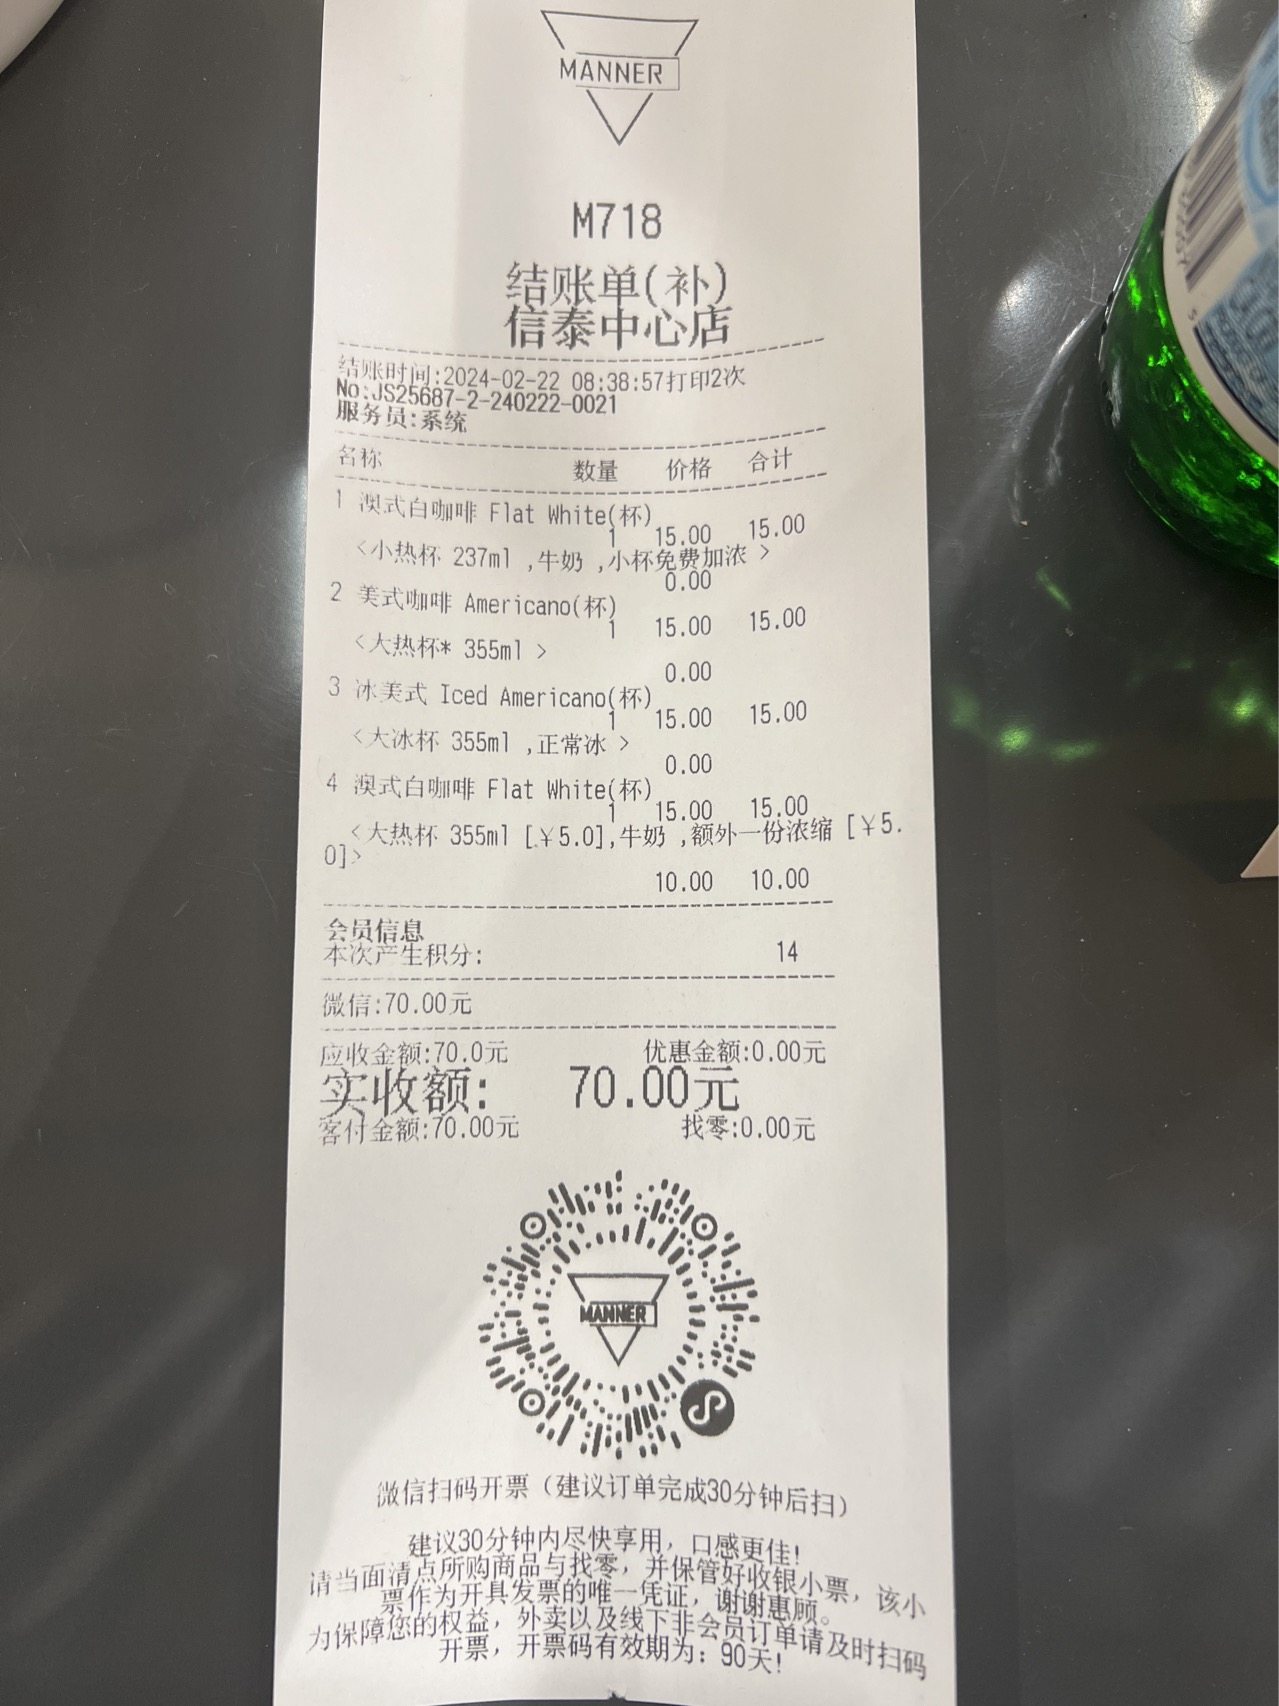 MANNER
M718
结账单(补)
信泰中心店
结账时间:2024-02-22 08:38:57打印2次
No:JS25687-2-240222-0021
服务员:系统
名称 数量 价格 合计
1 澳式白咖啡 Flat White(杯)
1 15.00 15.00
<小热杯 237ml ,牛奶 ,小杯免费加浓 >
0.00
2 美式咖啡 Americano(杯)
1 15.00 15.00
<大热杯* 355ml >
0.00
3 冰美式 Iced Americano(杯)
1 15.00 15.00
<大冰杯 355ml ,正常冰 >
0.00
4 澳式白咖啡 Flat White(杯)
1 15.00 15.00
<大热杯 355ml [¥5.0],牛奶 ,额外一份浓缩 [¥5.
0]>
10.00 10.00
会员信息
本次产生积分: 14
微信:70.00元
应收金额:70.0元 优惠金额:0.00元
实收额: 70.00元
客付金额:70.00元 找零:0.00元
MANNER
微信扫码开票（建议订单完成30分钟后扫）
建议30分钟内尽快享用，口感更佳!
请当面清点所购商品与找零，并保管好收银小票，该小
票作为开具发票的唯一凭证，谢谢惠顾。
为保障您的权益，外卖以及线下非会员订单请及时扫码
开票，开票码有效期为：90天!